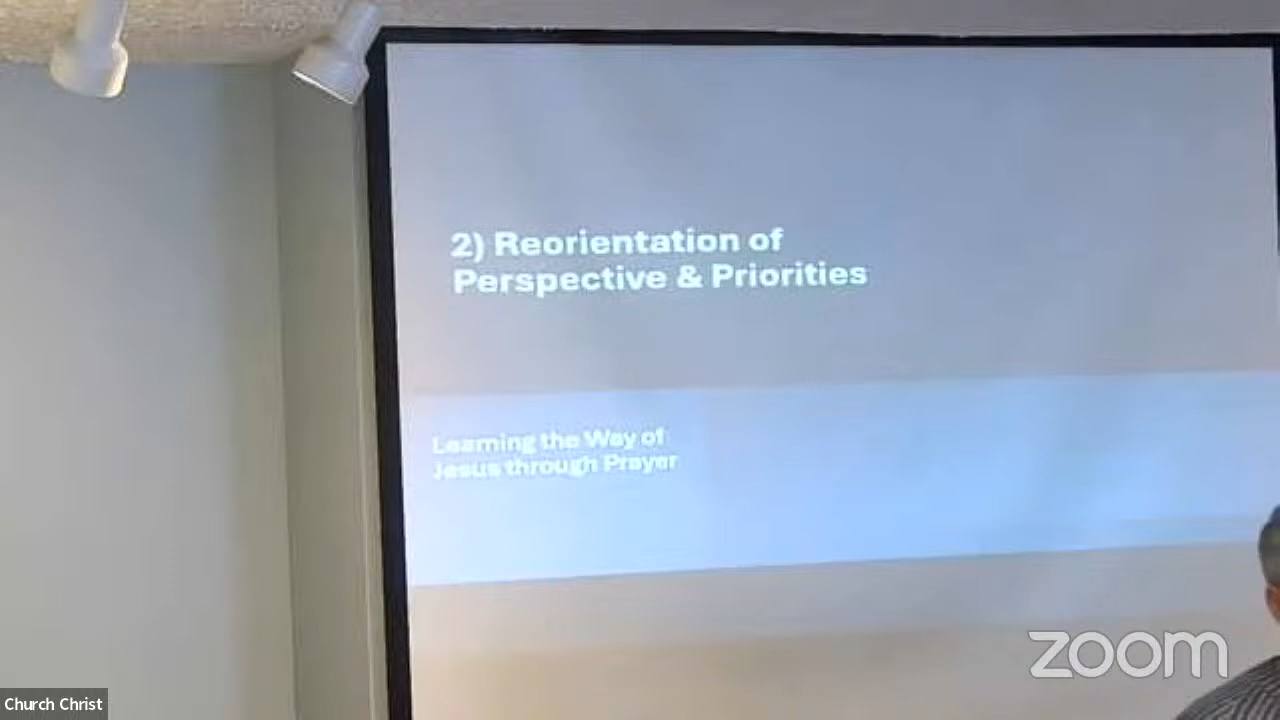 2) Reorientation of
Perspective & Priorities
Learning the Way of
Jesus through Prayer
zoom
Church Christ